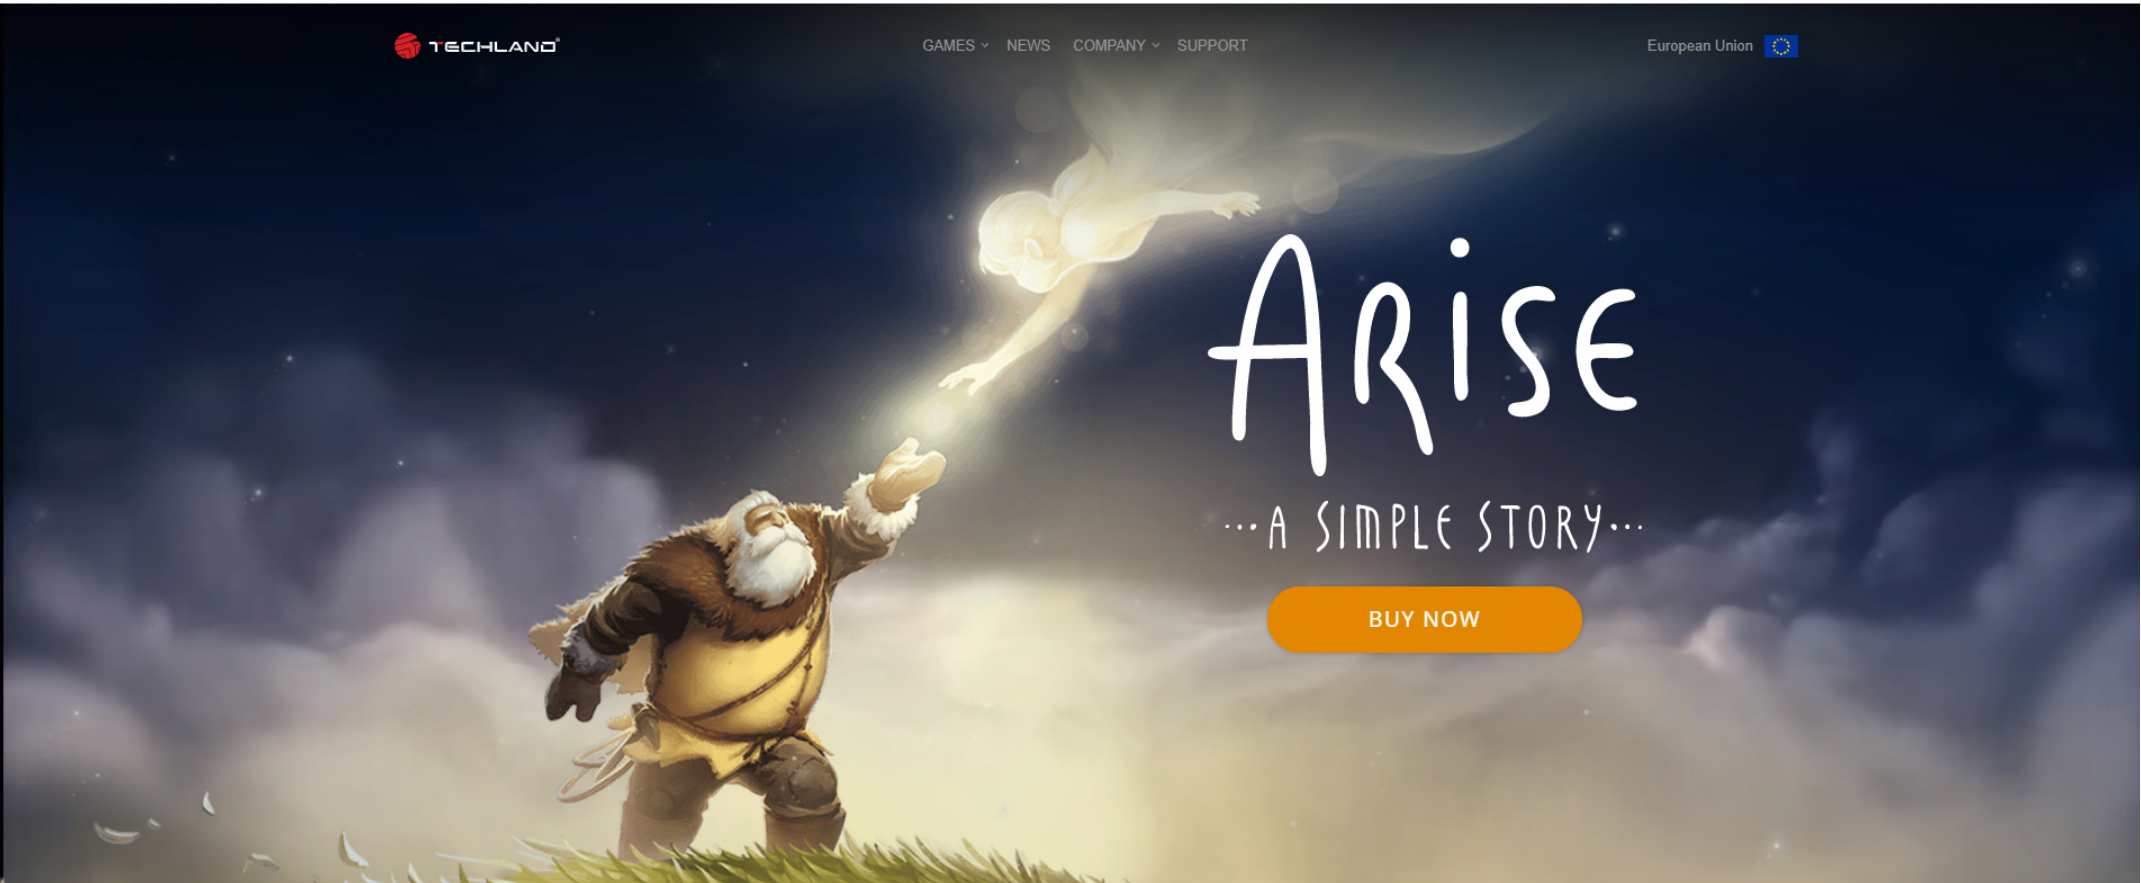 TECHLAND®
GAMES NEWS COMPANY SUPPORT
European Union
ARiSE
...A SIMPLE STORY...
BUY NOW